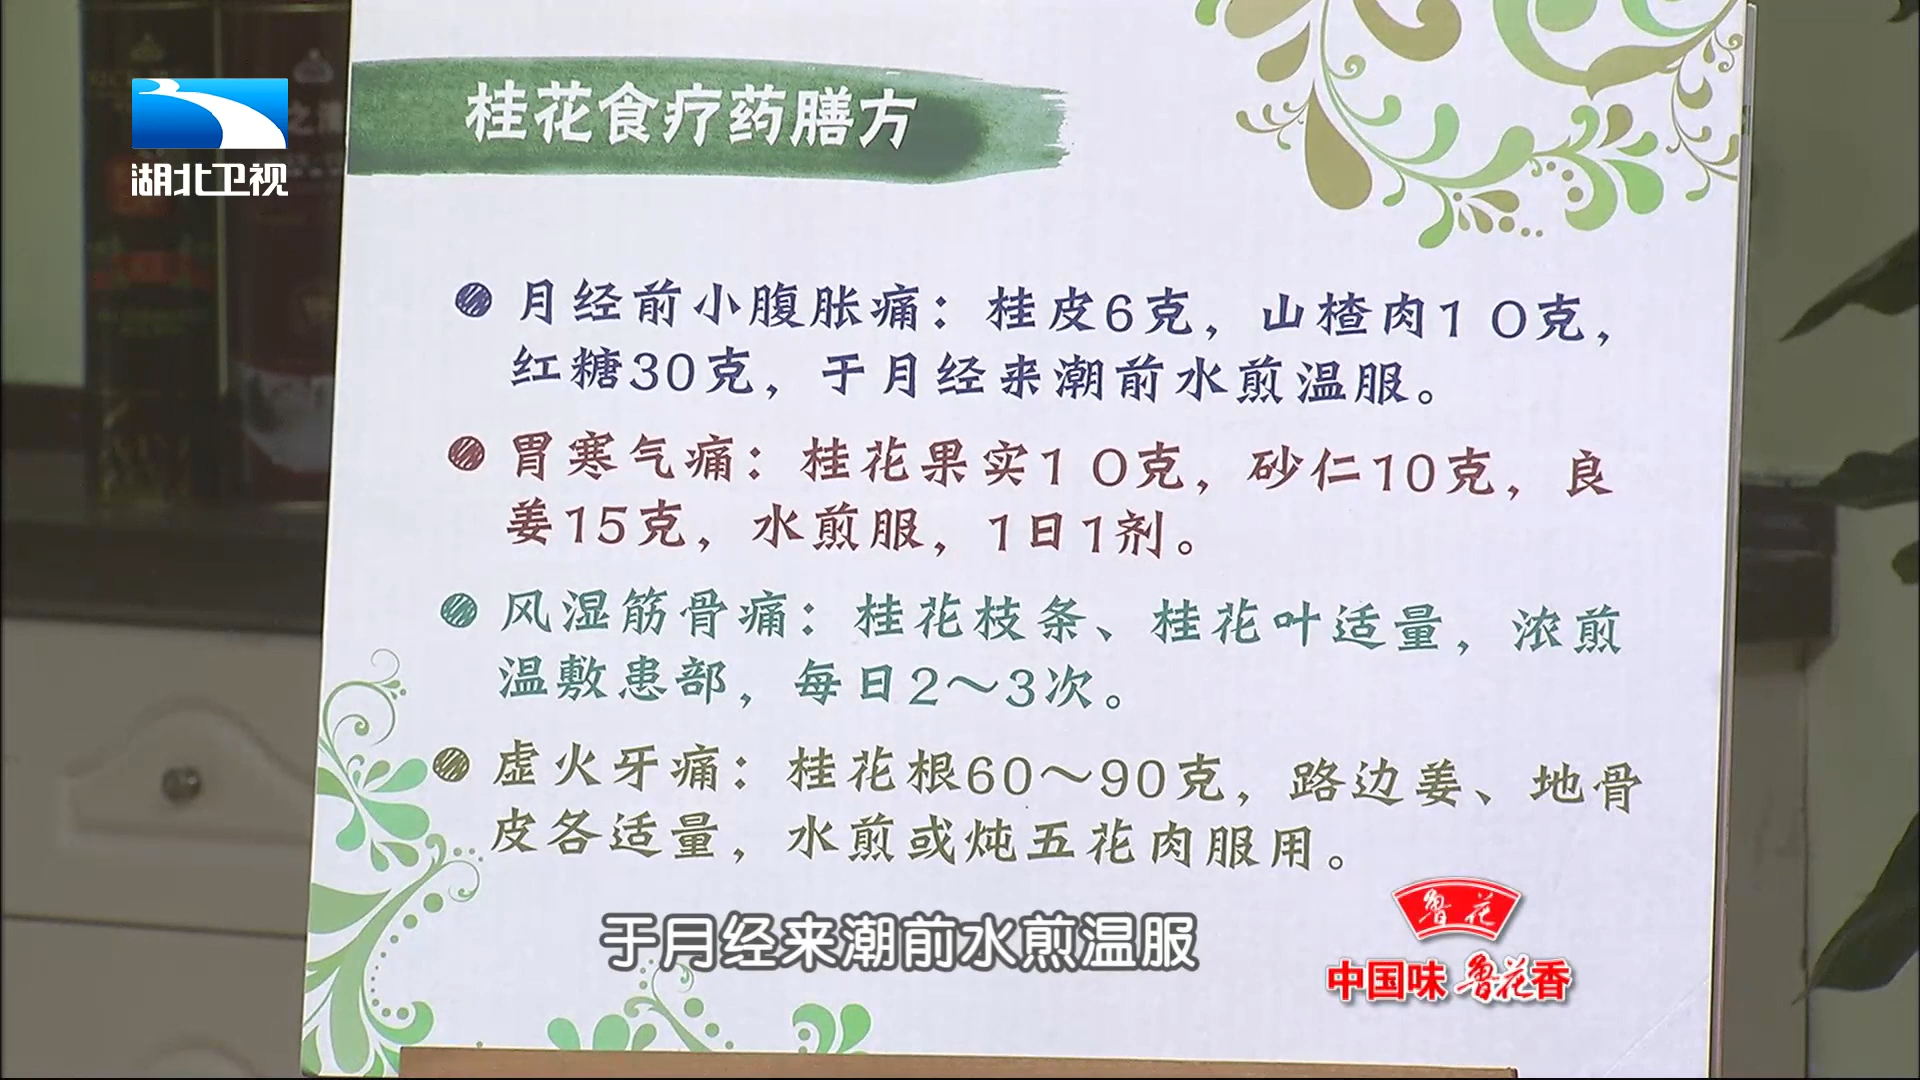 湖北卫视
桂花食疗药膳方
月经前小腹胀痛：桂皮6克，山楂肉10克，
红糖30克，于月经来潮前水煎温服。
胃寒气痛：桂花果实10克，砂仁10克，良
姜15克，水煎服，1日1剂。
风湿筋骨痛：桂花枝条、桂花叶适量，浓煎
温敷患部，每日2～3次。
虚火牙痛：桂花根60～90克，路边姜、地骨
皮各适量，水煎或炖五花肉服用。
于月经来潮前水煎温服
鲁花
中国味 鲁花香